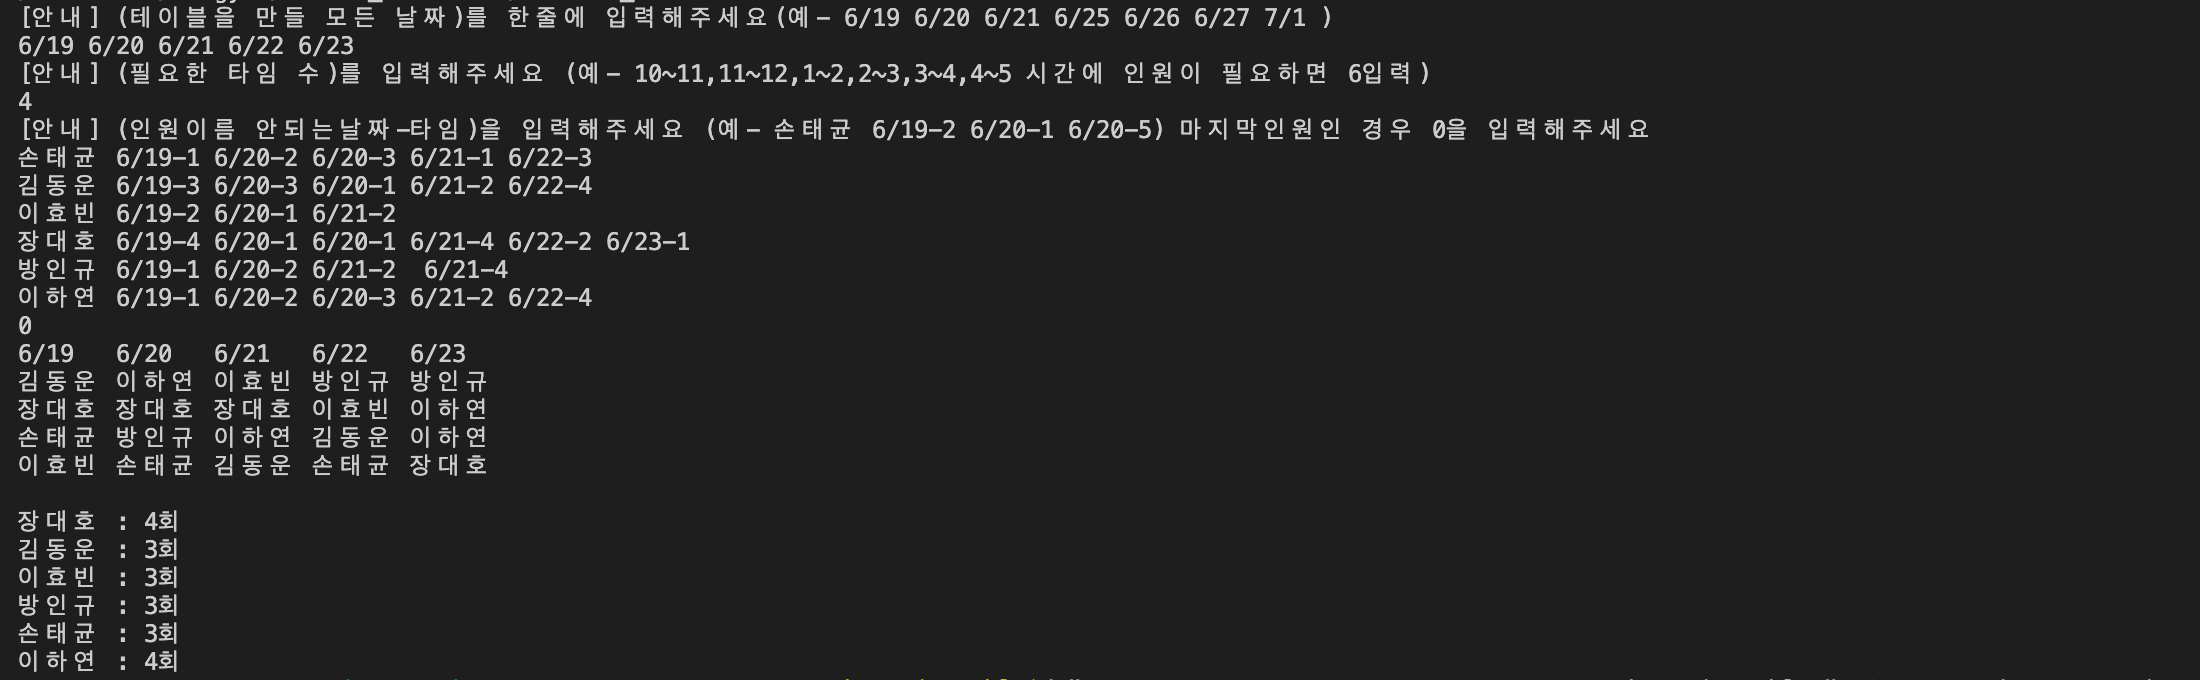 [안내] (테이블을 만들 모든 날짜)를 한줄에 입력해주세요(예- 6/19 6/20 6/21 6/25 6/26 6/27 7/1 )
6/19 6/20 6/21 6/22 6/23
[안내] (필요한 타임 수)를 입력해주세요 (예- 10~11,11~12,1~2,2~3,3~4,4~5 시간에 인원이 필요하면 6입력)
4
[안내] (인원이름 안되는날짜-타임)을 입력해주세요 (예- 손태균 6/19-2 6/20-1 6/20-5) 마지막인원인 경우 0을 입력해주세요
손태균 6/19-1 6/20-2 6/20-3 6/21-1 6/22-3
김동운 6/19-3 6/20-3 6/20-1 6/21-2 6/22-4
이효빈 6/19-2 6/20-1 6/21-2
장대호 6/19-4 6/20-1 6/20-1 6/21-4 6/22-2 6/23-1
방인규 6/19-1 6/20-2 6/21-2  6/21-4
이하연 6/19-1 6/20-2 6/20-3 6/21-2 6/22-4
0
6/19 6/20 6/21 6/22 6/23
김동운 이하연 이효빈 방인규 방인규
장대호 장대호 장대호 이효빈 이하연
손태균 방인규 이하연 김동운 이하연
이효빈 손태균 김동운 손태균 장대호
장대호 : 4회
김동운 : 3회
이효빈 : 3회
방인규 : 3회
손태균 : 3회
이하연 : 4회